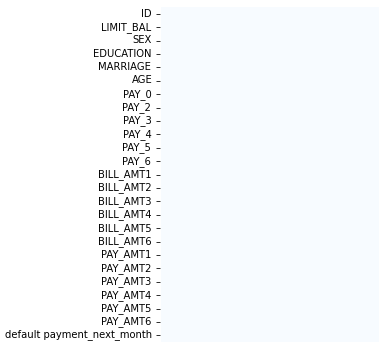 ID
LIMIT_BAL
SEX
EDUCATION
MARRIAGE
AGE
PAY_0
PAY_2
PAY_3
PAY_4
PAY_5
PAY_6
BILL_AMT1
BILL_AMT2
BILL_AMT3
BILL_AMT4
BILL_AMT5
BILL_AMT6
PAY_AMT1
PAY_AMT2
PAY_AMT3
PAY_AMT4
PAY_AMT5
PAY_AMT6
default payment_next_month